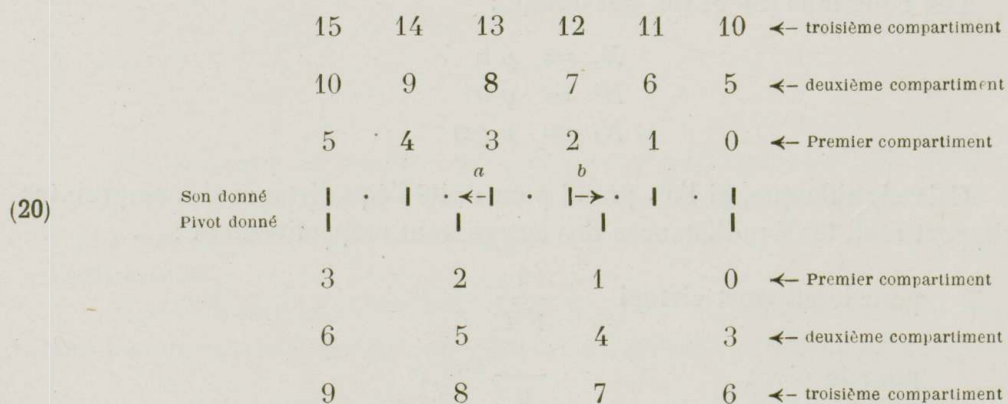 15 14 13 12 11 10 ← troisième compartiment
10 9 8 7 6 5 ← deuxième compartiment
5 4 3 2 1 0 ← Premier compartiment
a b
(20)
Son donné
Pivot donné
3 2 1 0 ← Premier compartiment
6 5 4 3 ← deuxième compartiment
9 8 7 6 ← troisième compartiment